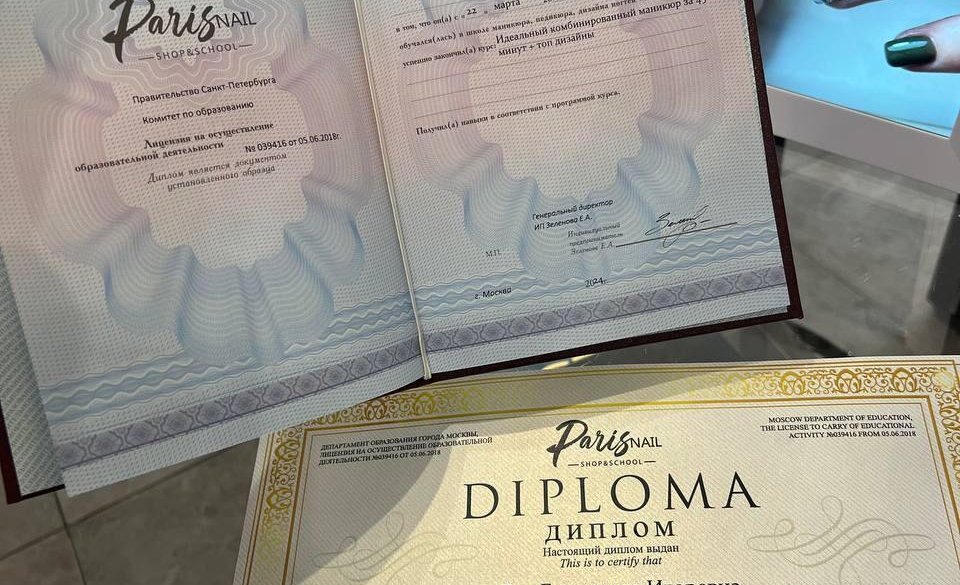 Paris NAIL
SHOP&SCHOOL
Правительство Санкт-Петербурга
Комитет по образованию
Лицензия на осуществление
образовательной деятельности № 039416 от 05.06.2018г.
Диплом является документом
установленного образца
в том, что он(а) с „ 22 „ марта
обучался(лась) в школе маникюра, педикюра, дизайна ногтей
успешно закончил(а) курс: Идеальный комбинированный маникюр за 45
минут + топ дизайны
Получил(а) навыки в соответствии с программой курса.
Генеральный директор
ИП Зеленова Е.А.
Индивидуальный
предприниматель
Зеленова Е.А.
М.П.
г. Москва 2024г.
ДЕПАРТАМЕНТ ОБРАЗОВАНИЯ ГОРОДА МОСКВЫ,
ЛИЦЕНЗИЯ НА ОСУЩЕСТВЛЕНИЕ ОБРАЗОВАТЕЛЬНОЙ
ДЕЯТЕЛЬНОСТИ №039416 ОТ 05.06.2018
Paris NAIL
SHOP&SCHOOL
MOSCOW DEPARTMENT OF EDUCATION,
THE LICENSE TO CARRY OF EDUCATIONAL
ACTIVITY №039416 FROM 05.06.2018
DIPLOMA
ДИПЛОМ
Настоящий диплом выдан
This is to certify that